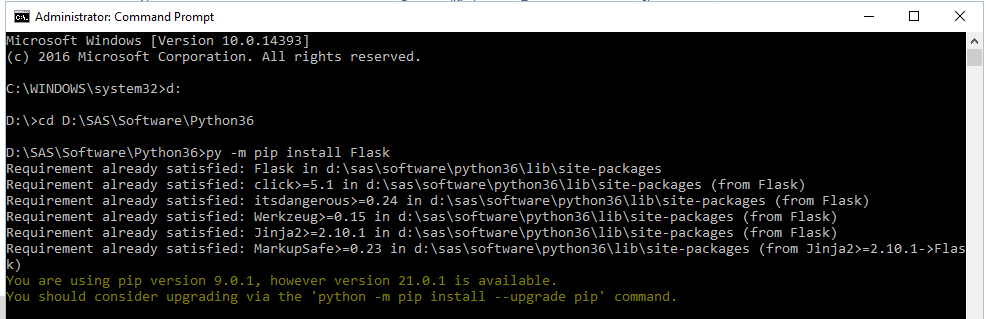 Administrator: Command Prompt
Microsoft Windows [Version 10.0.14393]
(c) 2016 Microsoft Corporation. All rights reserved.
C:\WINDOWS\system32>d:
D:\>cd D:\SAS\Software\Python36
D:\SAS\Software\Python36>py -m pip install Flask
Requirement already satisfied: Flask in d:\sas\software\python36\lib\site-packages
Requirement already satisfied: click>=5.1 in d:\sas\software\python36\lib\site-packages (from Flask)
Requirement already satisfied: itsdangerous>=0.24 in d:\sas\software\python36\lib\site-packages (from Flask)
Requirement already satisfied: Werkzeug>=0.15 in d:\sas\software\python36\lib\site-packages (from Flask)
Requirement already satisfied: Jinja2>=2.10.1 in d:\sas\software\python36\lib\site-packages (from Flask)
Requirement already satisfied: MarkupSafe>=0.23 in d:\sas\software\python36\lib\site-packages (from Jinja2>=2.10.1->Flas
k)
You are using pip version 9.0.1, however version 21.0.1 is available.
You should consider upgrading via the 'python -m pip install --upgrade pip' command.